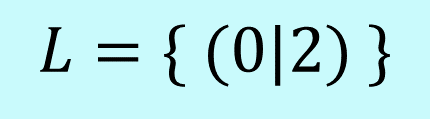 L = { (0|2) }